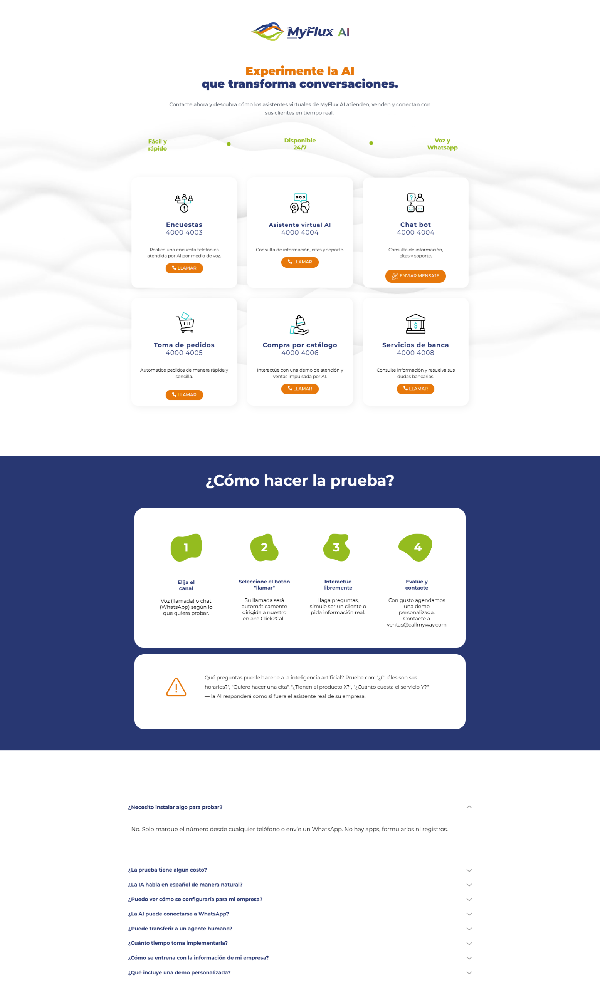 MyFlux AI
Experimente la AI
que transforma conversaciones.
Contacte ahora y descubra cómo los asistentes virtuales de MyFlux AI atienden, venden y conectan con
sus clientes en tiempo real.
Fácil y
rápido
Disponible
24/7
Voz y
Whatsapp
Encuestas
4000 4003
Realice una encuesta telefónica
atendida por AI por medio de voz.
LLAMAR
Asistente virtual AI
4000 4004
Consulta de información, citas y soporte.
LLAMAR
Chat bot
4000 4004
Consulta de información,
citas y soporte.
ENVIAR MENSAJE
Toma de pedidos
4000 4005
Automatice pedidos de manera rápida y
sencilla.
LLAMAR
Compra por catálogo
4000 4006
Interactúe con una demo de atención y
ventas impulsada por AI.
LLAMAR
Servicios de banca
4000 4008
Consulte información y resuelva sus
dudas bancarias.
LLAMAR
¿Cómo hacer la prueba?
1
Elija el
canal
Voz (llamada) o chat
(WhatsApp) según lo
que quiera probar.
2
Seleccione el botón
"llamar"
Su llamada será
automáticamente
dirigida a nuestro
enlace Click2Call.
3
Interactúe
libremente
Haga preguntas,
simule ser un cliente o
pida información real.
4
Evalúe y
contacte
Con gusto agendamos
una demo
personalizada.
Contacte a
ventas@callmyway.com
Qué preguntas puede hacerle a la inteligencia artificial? Pruebe con: "¿Cuáles son sus
horarios?", "Quiero hacer una cita", "¿Tienen el producto X?", "¿Cuánto cuesta el servicio Y?"
— la AI responderá como si fuera el asistente real de su empresa.
¿Necesito instalar algo para probar?
No. Solo marque el número desde cualquier teléfono o envíe un WhatsApp. No hay apps, formularios ni registros.
¿La prueba tiene algún costo?
¿La IA habla en español de manera natural?
¿Puedo ver cómo se configuraría para mi empresa?
¿La AI puede conectarse a WhatsApp?
¿Puede transferir a un agente humano?
¿Cuánto tiempo toma implementarla?
¿Cómo se entrena con la información de mi empresa?
¿Qué incluye una demo personalizada?